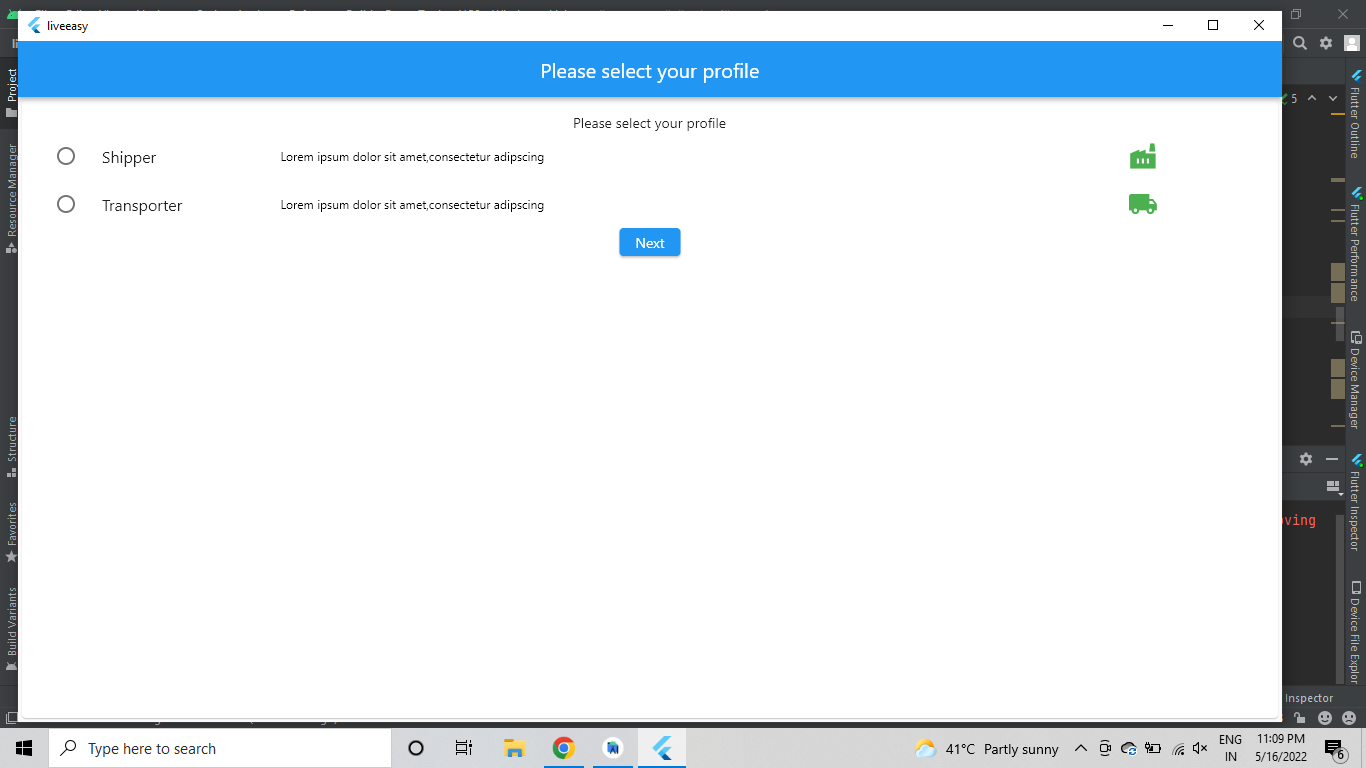 liveeasy
Please select your profile
Please select your profile
Shipper
Lorem ipsum dolor sit amet,consectetur adipscing
Transporter
Lorem ipsum dolor sit amet,consectetur adipscing
Next
Project
Resource Manager
Structure
Favorites
Build Variants
5
Flutter Outline
Flutter Performance
Device Manager
Flutter Inspector
Device File Explor
Inspector
Type here to search
41°C Partly sunny
ENG
IN
11:09 PM
5/16/2022
6